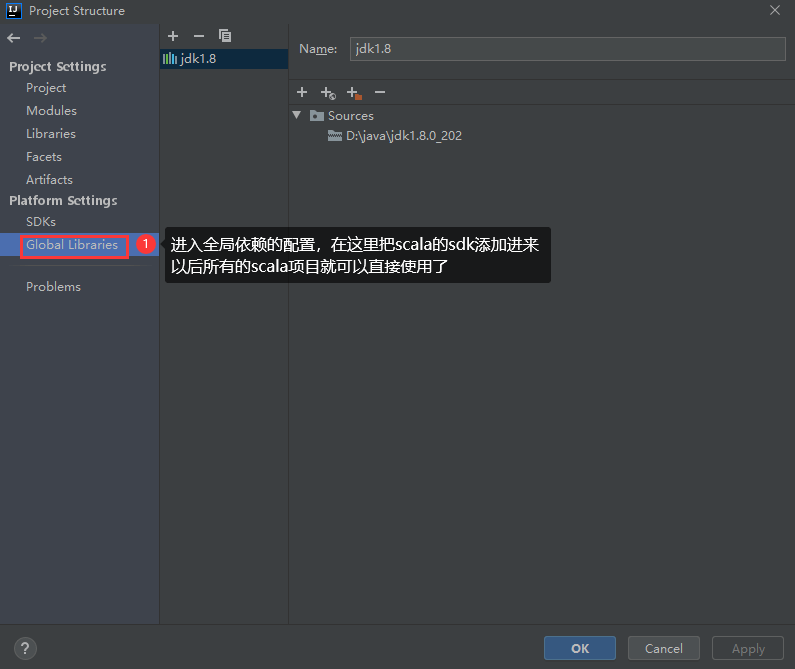 Project Structure
Project Settings
Project
Modules
Libraries
Facets
Artifacts
Platform Settings
SDKs
Global Libraries
1
Problems
jdk1.8
Name: jdk1.8
Sources
D:\java\jdk1.8.0_202
进入全局依赖的配置，在这里把scala的sdk添加进来
以后所有的scala项目就可以直接使用了
?
OK
Cancel
Apply